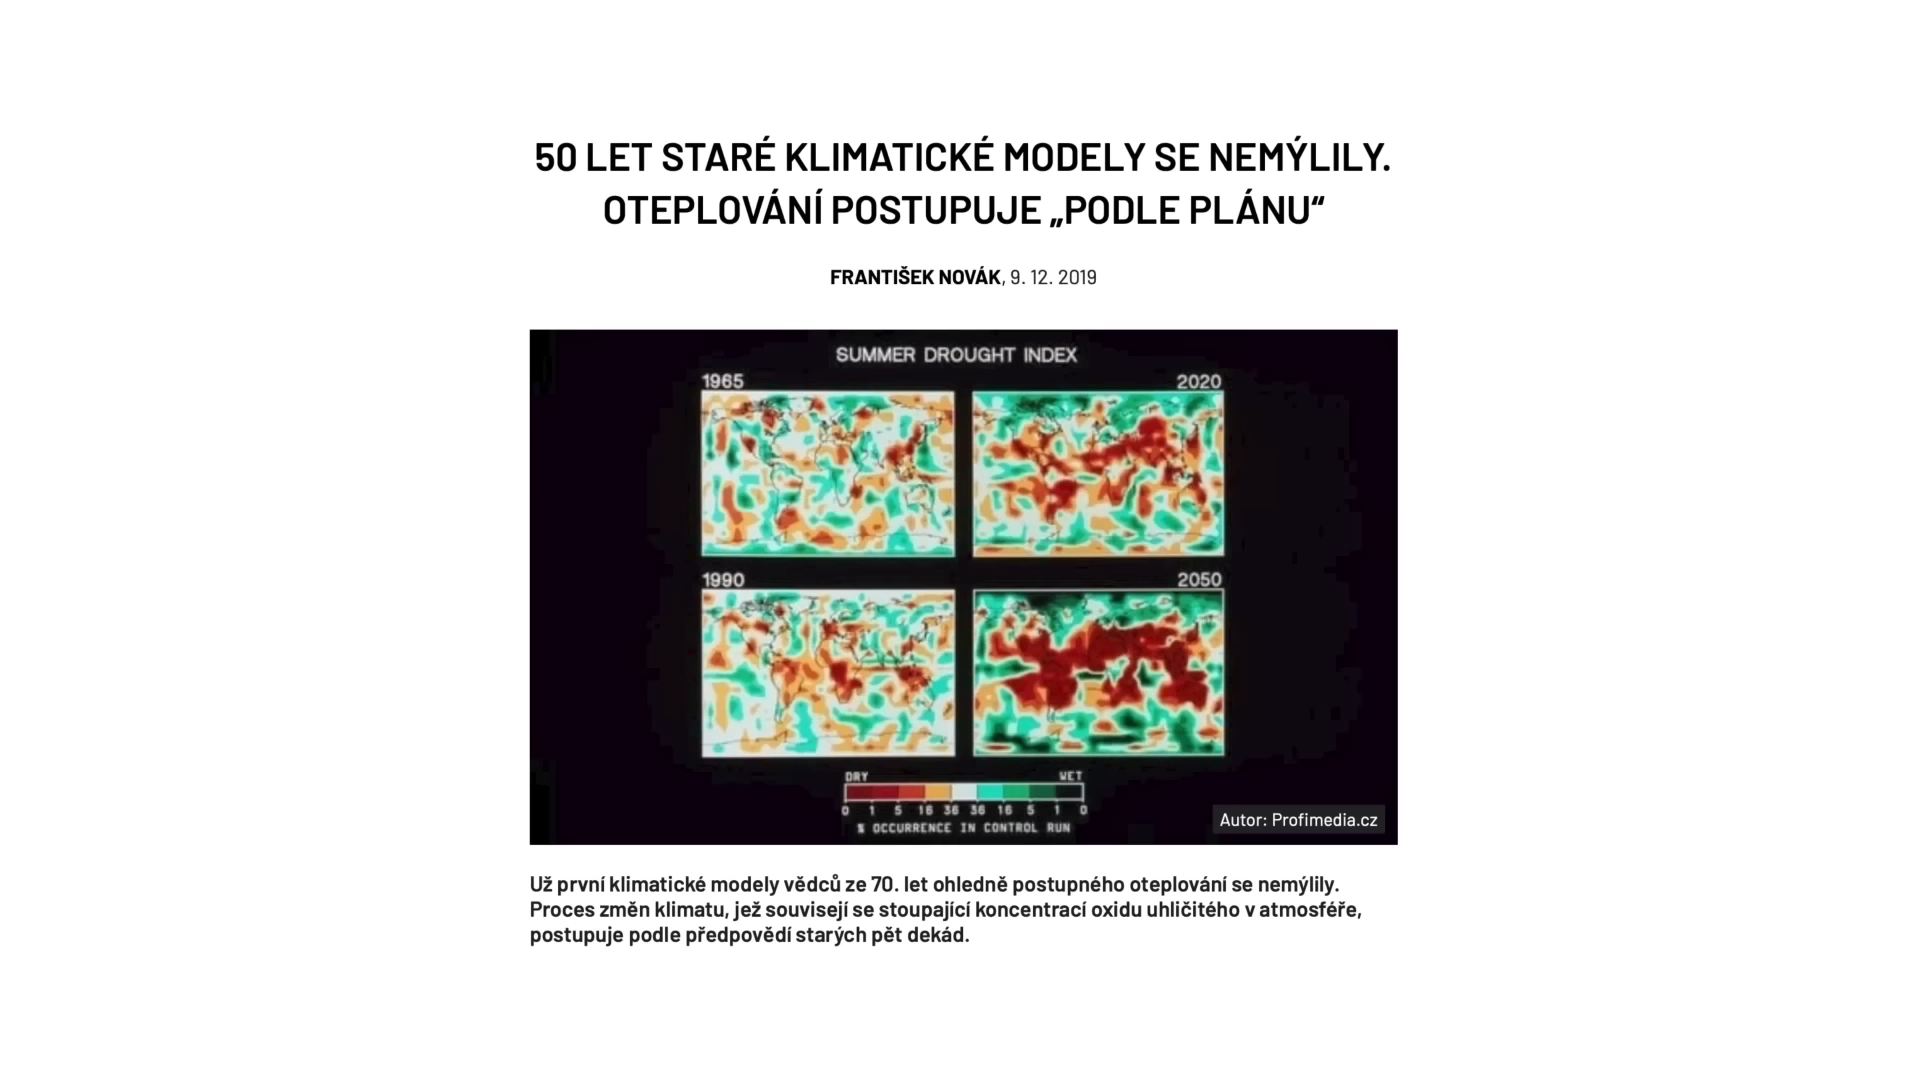 50 LET STARÉ KLIMATICKÉ MODELY SE NEMÝLILY.
OTEPLOVÁNÍ POSTUPUJE „PODLE PLÁNU“
FRANTIŠEK NOVÁK, 9. 12. 2019
SUMMER DROUGHT INDEX
1965 2020
1990 2050
DRY WET
0 1 5 16 36 36 16 5 1 0
% OCCURRENCE IN CONTROL RUN
Autor: Profimedia.cz
Už první klimatické modely vědců ze 70. let ohledně postupného oteplování se nemýlily.
Proces změn klimatu, jež souvisejí se stoupající koncentrací oxidu uhličitého v atmosféře,
postupuje podle předpovědí starých pět dekád.